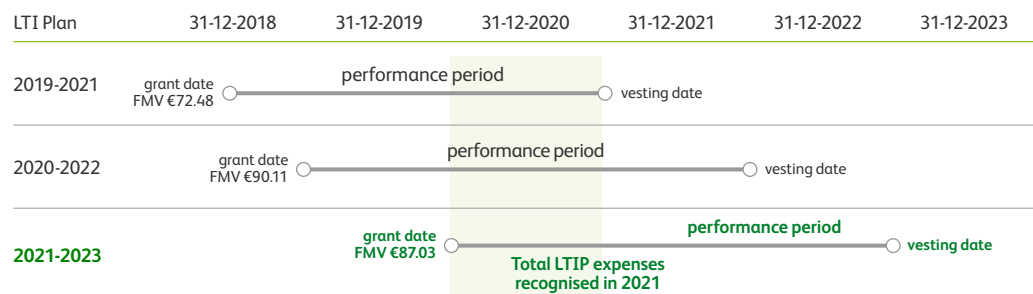 LTI Plan 31-12-2018 31-12-2019 31-12-2020 31-12-2021 31-12-2022 31-12-2023
2019-2021
grant date
FMV €72.48
performance period
vesting date
2020-2022
grant date
FMV €90.11
performance period
vesting date
2021-2023
grant date
FMV €87.03
performance period
vesting date
Total LTIP expenses
recognised in 2021